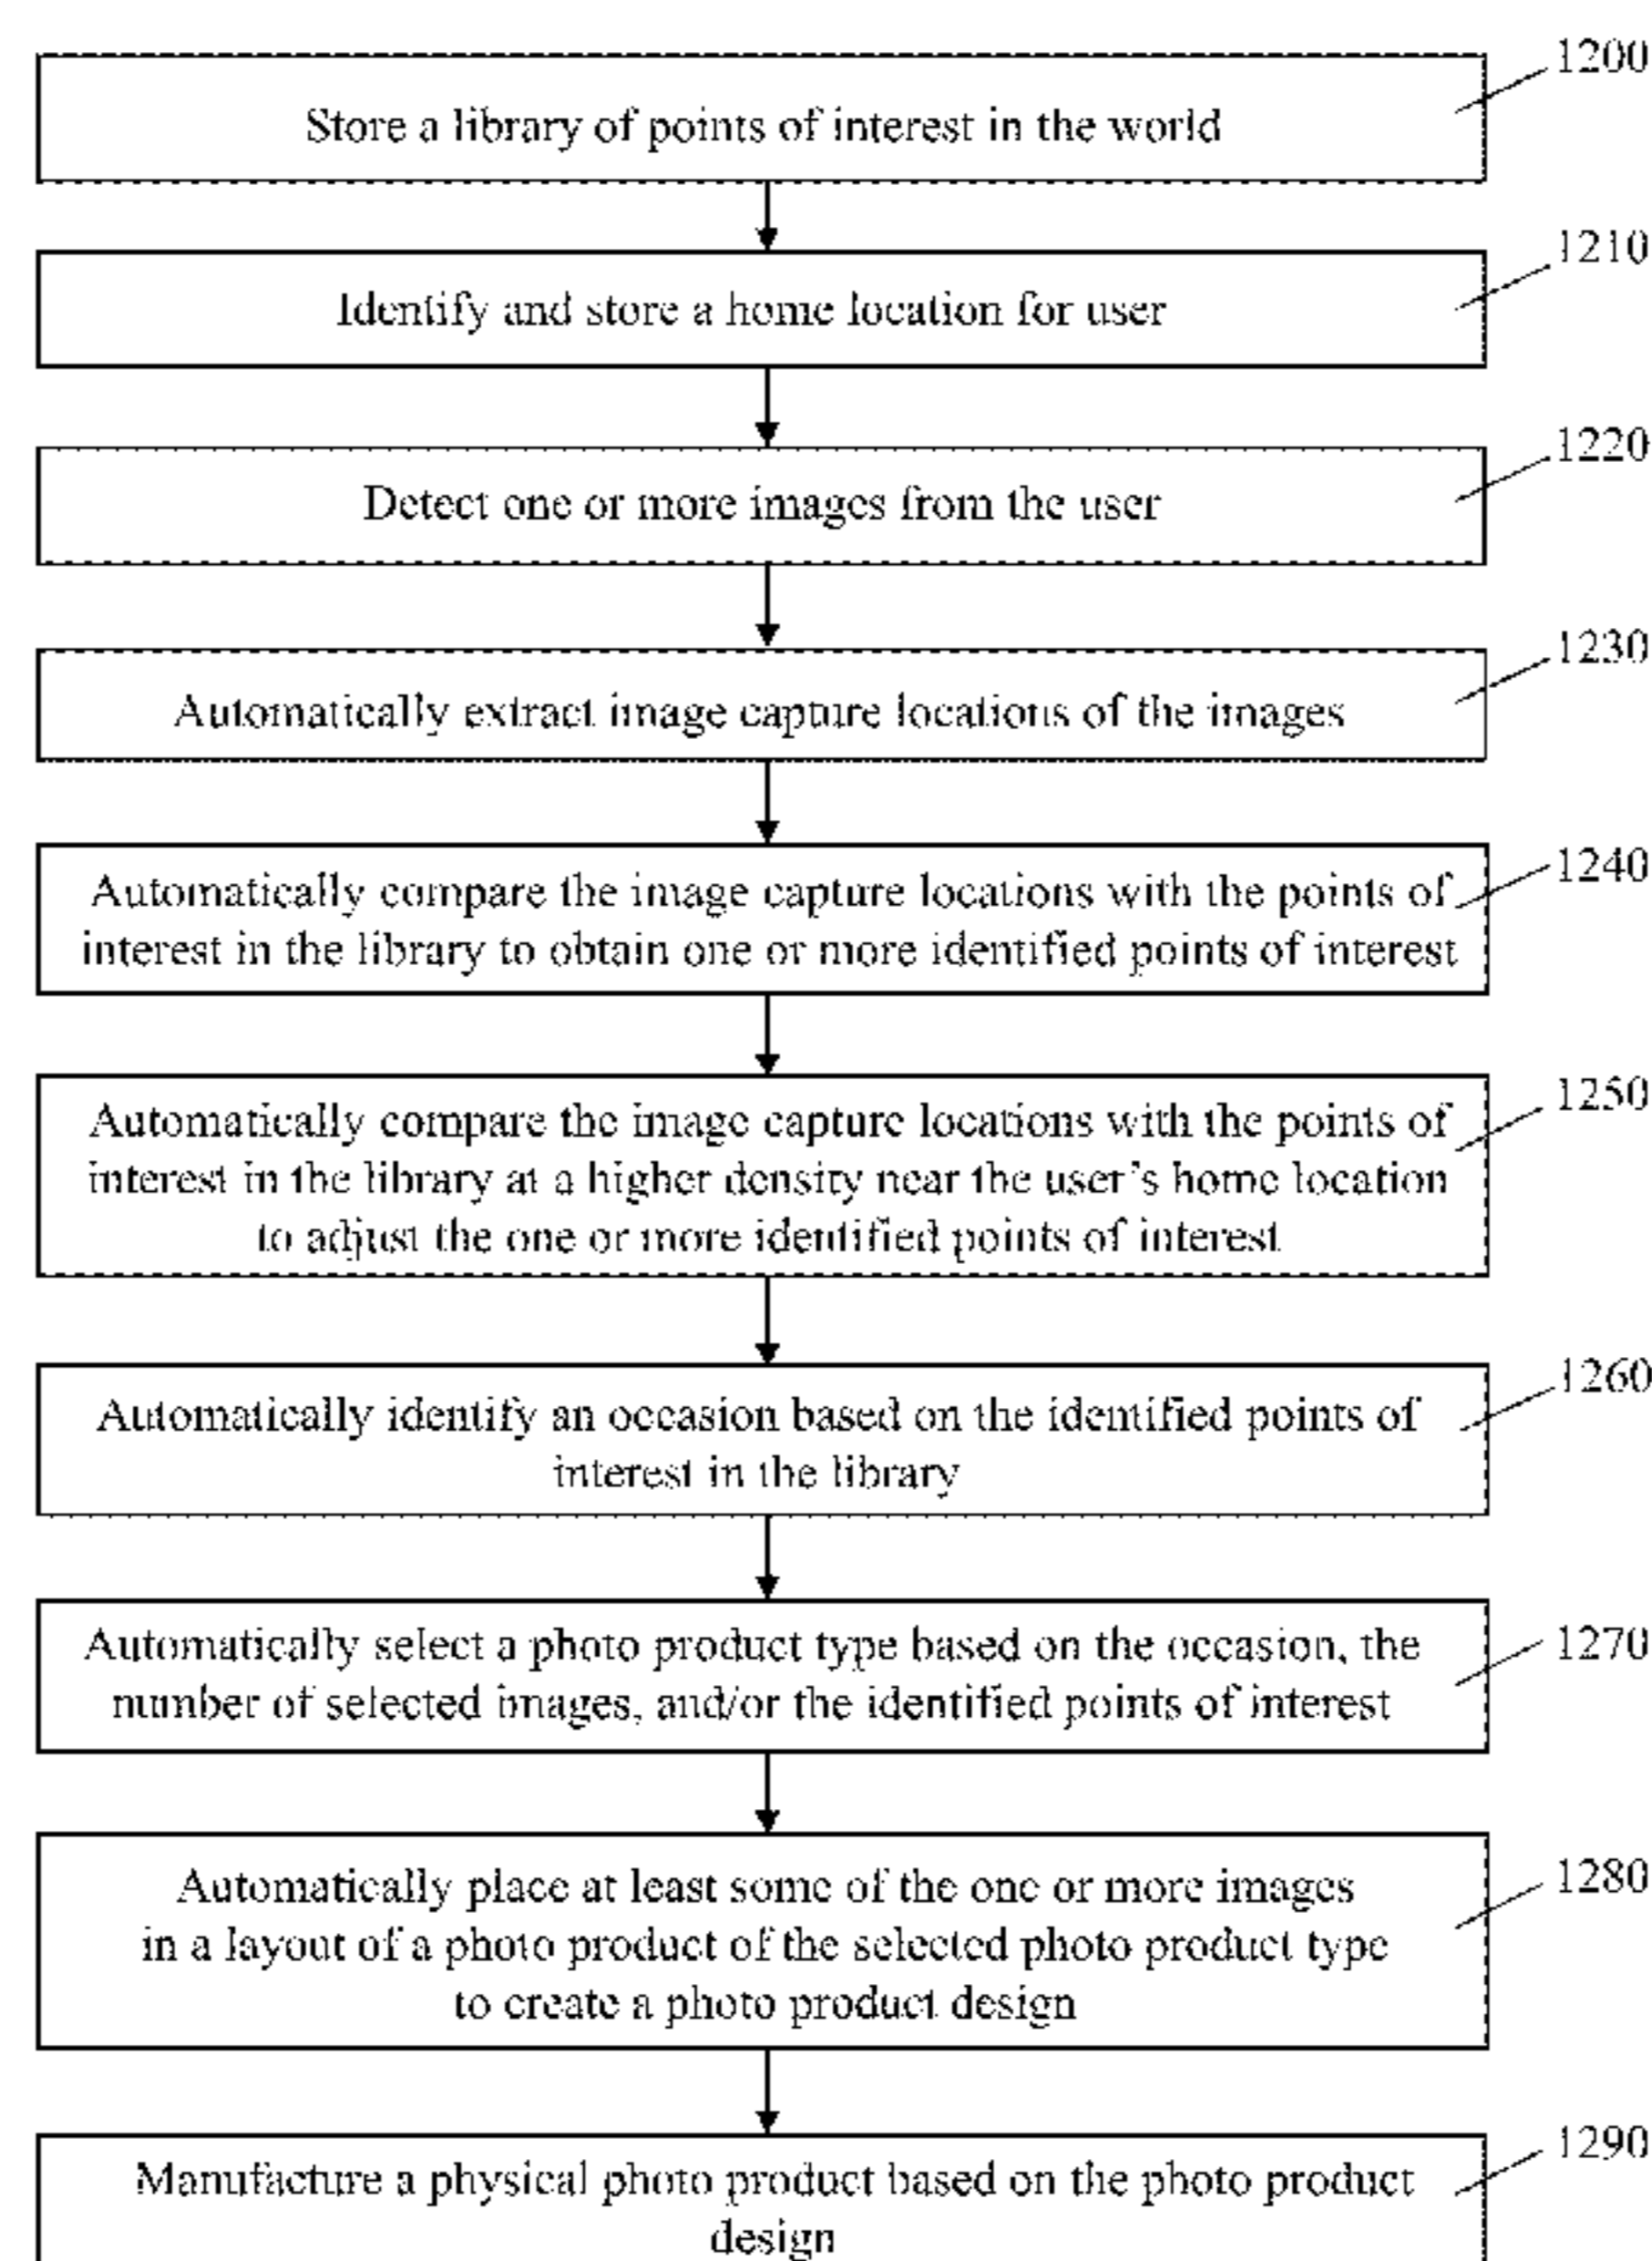 1200
Store a library of points of interest in the world
1210
Identify and store a home location for user
1220
Detect one or more images from the user
1230
Automatically extract image capture locations of the images
1240
Automatically compare the image capture locations with the points of
interest in the library to obtain one or more identified points of interest
1250
Automatically compare the image capture locations with the points of
interest in the library at a higher density near the user's home location
to adjust the one or more identified points of interest
1260
Automatically identify an occasion based on the identified points of
interest in the library
1270
Automatically select a photo product type based on the occasion, the
number of selected images, and/or the identified points of interest
1280
Automatically place at least some of the one or more images
in a layout of a photo product of the selected photo product type
to create a photo product design
1290
Manufacture a physical photo product based on the photo product
design